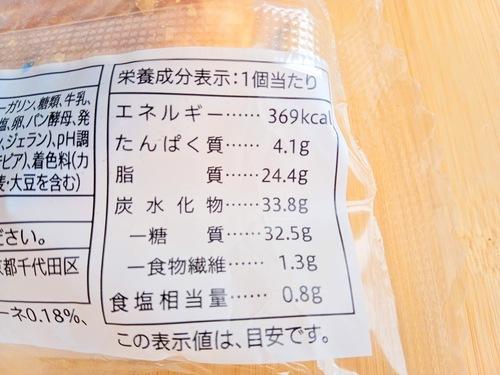 ーガリン、糖類、牛乳、
塩、卵、パン酵母、発
ン、ジェラン)、pH調
ビア)、着色料(カ
麦・大豆を含む)
ださい。
京都千代田区
ーネ0.18%、
栄養成分表示:1個当たり
エネルギー…… 369kcal
たんぱく質…… 4.1g
脂 質……24.4g
炭水化物……33.8g
ー糖 質……32.5g
ー食物繊維…… 1.3g
食塩相当量…… 0.8g
この表示値は、目安です。